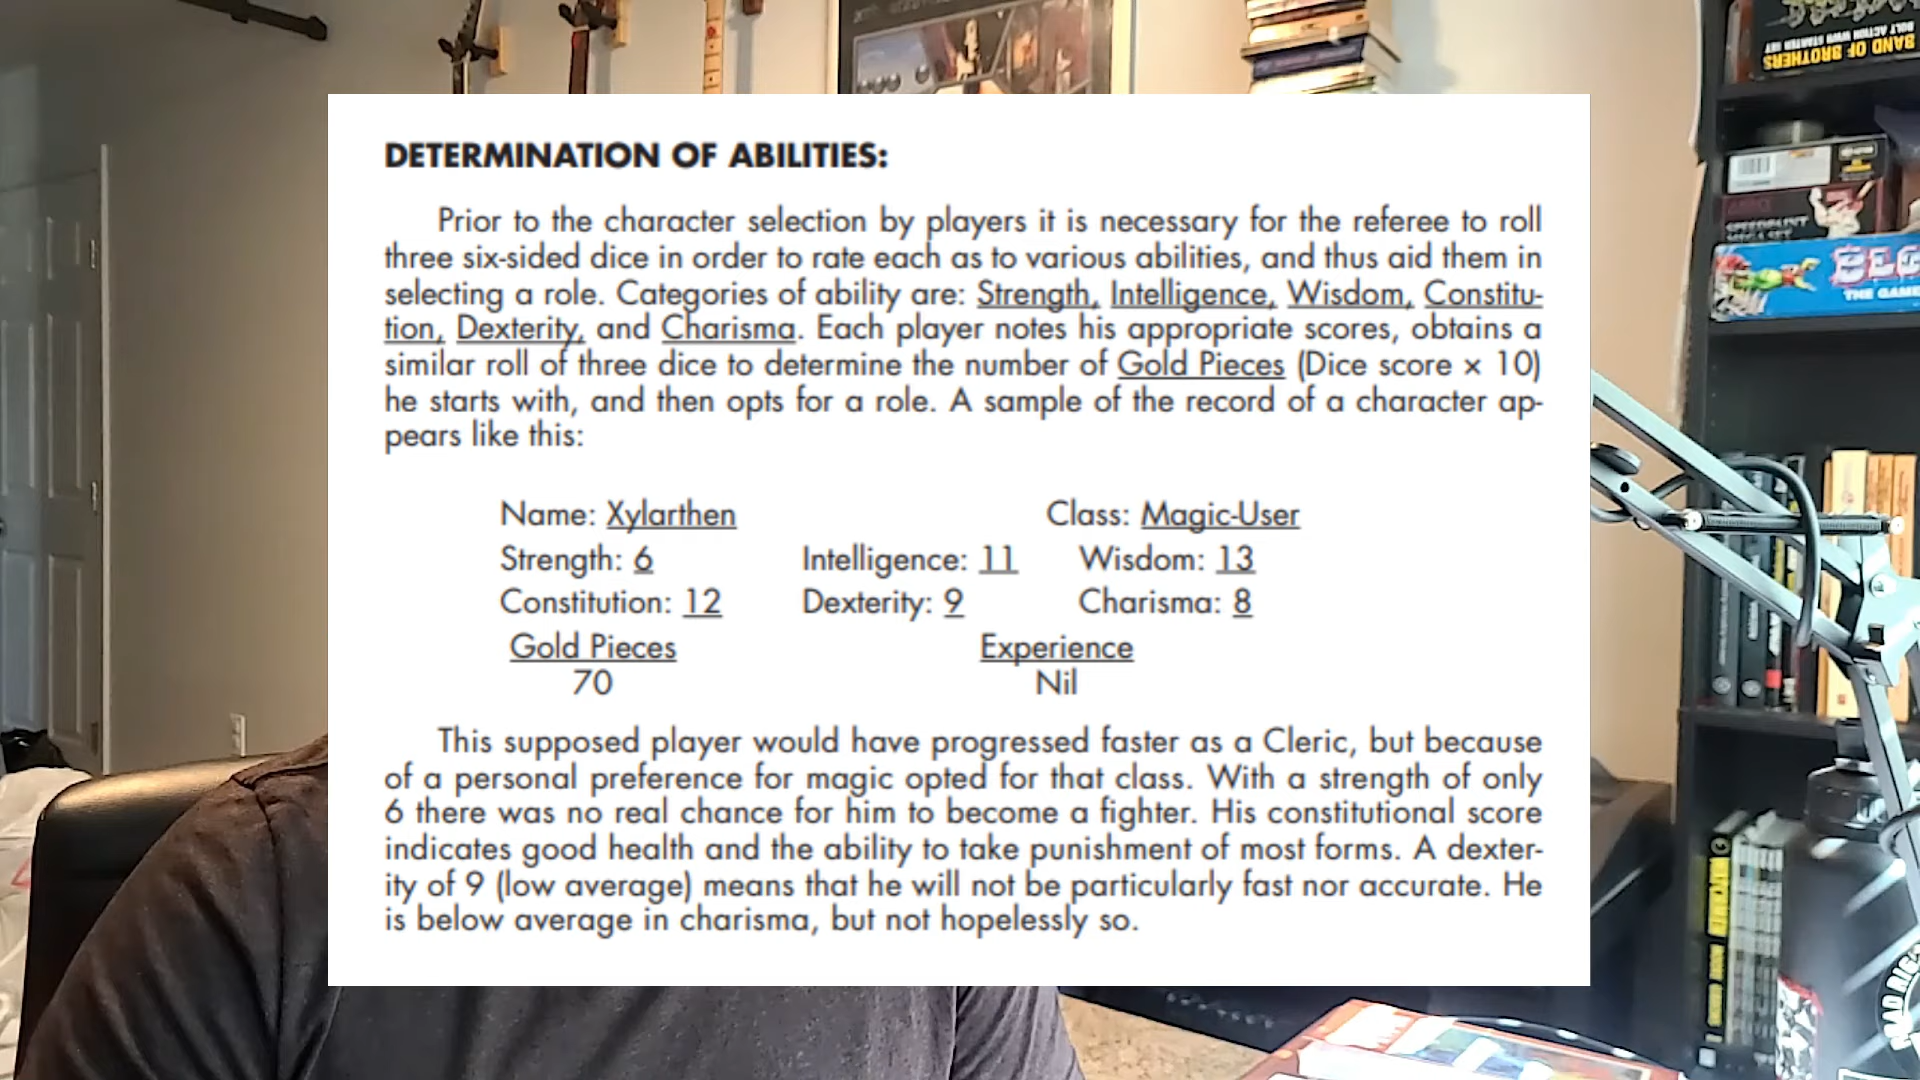 BAND OF BROTHERS
BOLT ACTION WWII STARTER SET
DETERMINATION OF ABILITIES:
Prior to the character selection by players it is necessary for the referee to roll
three six-sided dice in order to rate each as to various abilities, and thus aid them in
selecting a role. Categories of ability are: Strength, Intelligence, Wisdom, Constitu-
tion, Dexterity, and Charisma. Each player notes his appropriate scores, obtains a
similar roll of three dice to determine the number of Gold Pieces (Dice score × 10)
he starts with, and then opts for a role. A sample of the record of a character ap-
pears like this:
THE GAME
Name: Xylarthen Class: Magic-User
Strength: 6 Intelligence: 11 Wisdom: 13
Constitution: 12 Dexterity: 9 Charisma: 8
Gold Pieces Experience
70 Nil
This supposed player would have progressed faster as a Cleric, but because
of a personal preference for magic opted for that class. With a strength of only
6 there was no real chance for him to become a fighter. His constitutional score
indicates good health and the ability to take punishment of most forms. A dexter-
ity of 9 (low average) means that he will not be particularly fast nor accurate. He
is below average in charisma, but not hopelessly so.